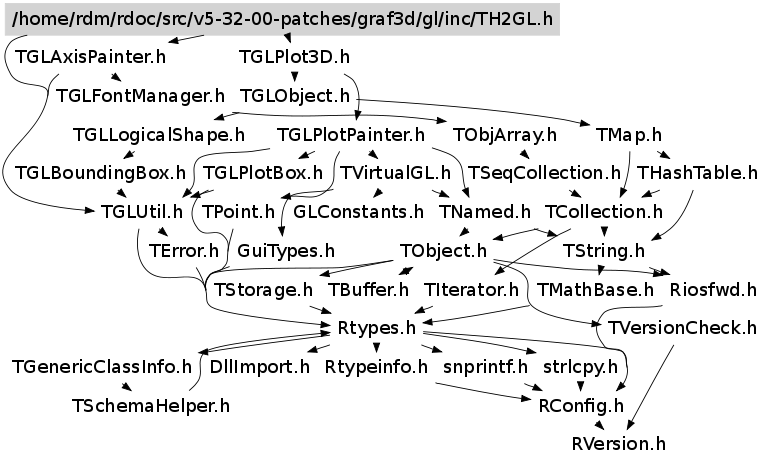 /home/rdm/rdoc/src/v5-32-00-patches/graf3d/gl/inc/TH2GL.h
TGLAxisPainter.h TGLPlot3D.h
TGLFontManager.h TGLObject.h
TGLLogicalShape.h TGLPlotPainter.h TObjArray.h TMap.h
TGLBoundingBox.h TGLPlotBox.h TVirtualGL.h TSeqCollection.h THashTable.h
TGLUtil.h TPoint.h GLConstants.h TNamed.h TCollection.h
TError.h GuiTypes.h TObject.h TString.h
TStorage.h TBuffer.h TIterator.h TMathBase.h Riosfwd.h
Rtypes.h TVersionCheck.h
TGenericClassInfo.h DllImport.h Rtypeinfo.h snprintf.h strlcpy.h
TSchemaHelper.h RConfig.h
RVersion.h